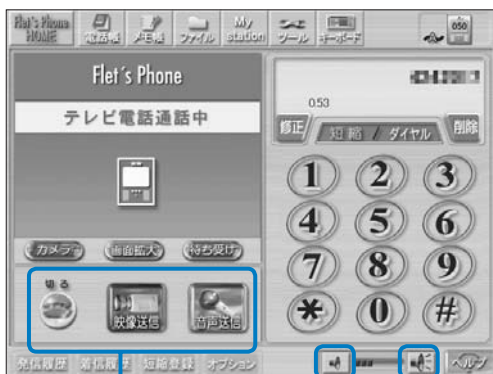 Flet's Phone HOME
電話帳
メモ帳
ファイル
My station
ツール
キーボード
050
Flet's Phone
テレビ電話通話中
0:53
修正
短縮 / ダイヤル
削除
カメラ
画面拡大
待ち受け
1 2 3
4 5 6
7 8 9
* 0 #
切る
映像送信
音声送信
発信履歴
着信履歴
短縮登録
オプション
ヘルプ